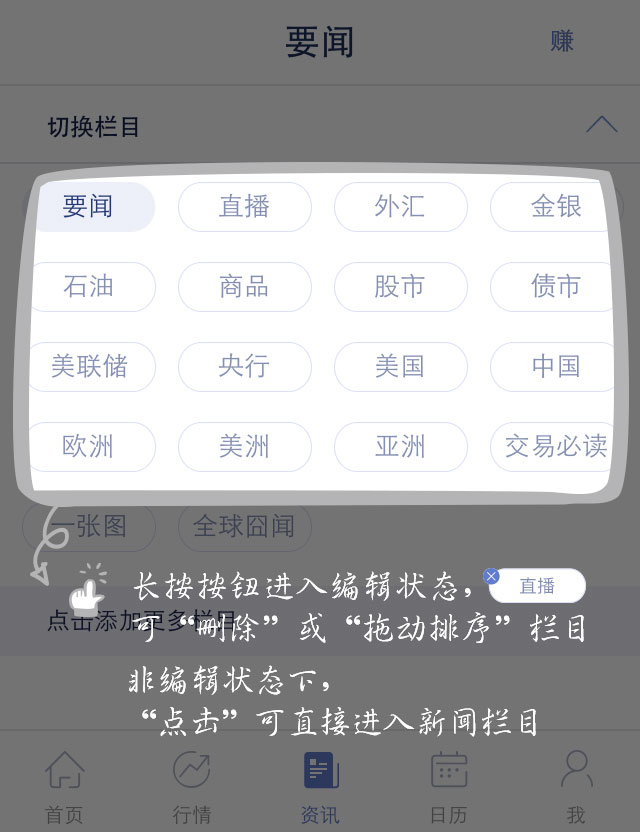 要闻 赚
切换栏目
要闻 直播 外汇 金银
石油 商品 股市 债市
美联储 央行 美国 中国
欧洲 美洲 亚洲 交易必读
一张图 全球囧闻
长按按钮进入编辑状态， 直播
点击添加更多栏目
可“删除”或“拖动排序”栏目
非编辑状态下，
“点击”可直接进入新闻栏目
首页 行情 资讯 日历 我